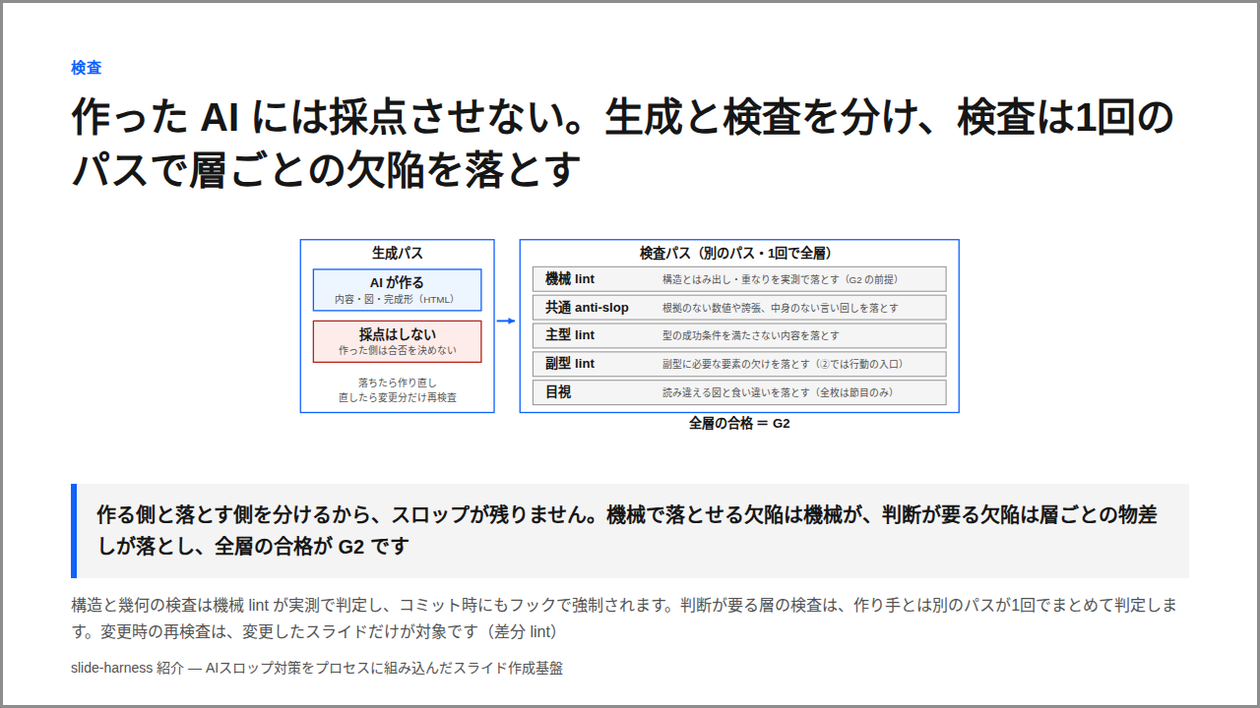 検査
作った AI には採点させない。生成と検査を分け、検査は1回の
パスで層ごとの欠陥を落とす
生成パス
AI が作る
内容・図・完成形（HTML）
採点はしない
作った側は合否を決めない
落ちたら作り直し
直したら変更分だけ再検査
検査パス（別のパス・1回で全層）
機械 lint 構造とはみ出し・重なりを実測で落とす（G2 の前提）
共通 anti-slop 根拠のない数値や誇張、中身のない言い回しを落とす
主型 lint 型の成功条件を満たさない内容を落とす
副型 lint 副型に必要な要素の欠けを落とす（②では行動の入口）
目視 読み違える図と食い違いを落とす（全枚は節目のみ）
全層の合格 ＝ G2
作る側と落とす側を分けるから、スロップが残りません。機械で落とせる欠陥は機械が、判断が要る欠陥は層ごとの物差
しが落とし、全層の合格が G2 です
構造と幾何の検査は機械 lint が実測で判定し、コミット時にもフックで強制されます。判断が要る層の検査は、作り手とは別のパスが1回でまとめて判定しま
す。変更時の再検査は、変更したスライドだけが対象です（差分 lint）
slide-harness 紹介 — AIスロップ対策をプロセスに組み込んだスライド作成基盤